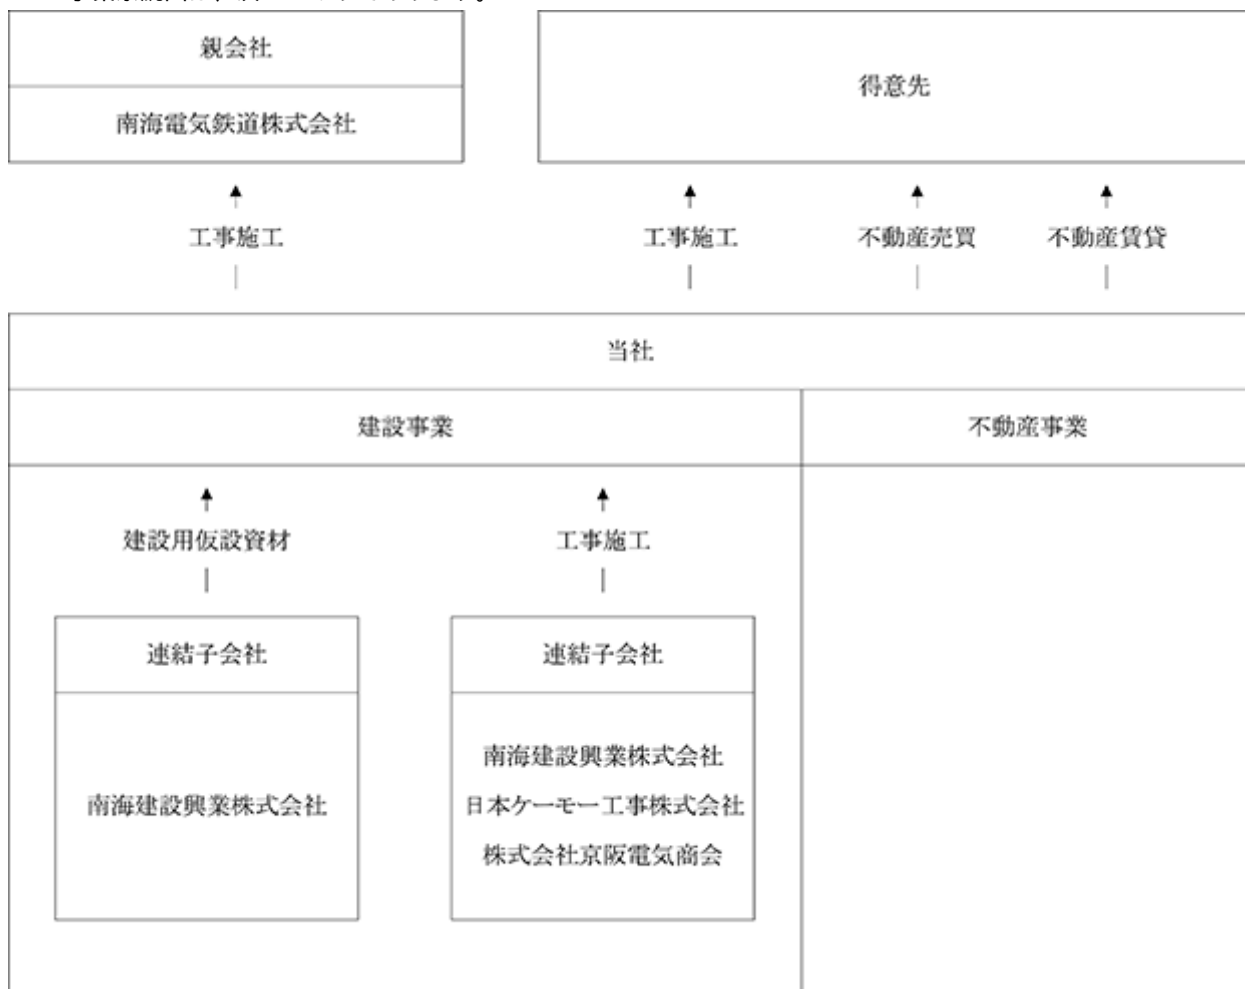 親会社
得意先
南海電気鉄道株式会社
工事施工
工事施工
不動産売買
不動産賃貸
当社
建設事業
不動産事業
建設用仮設資材
工事施工
連結子会社
連結子会社
南海建設興業株式会社
南海建設興業株式会社
日本ケーモー工事株式会社
株式会社京阪電気商会